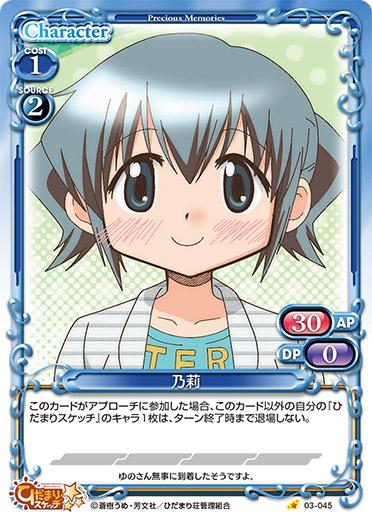 Precious Memories
Character
COST
1
SOURCE
2
TER
30 AP
DP 0
乃莉
このカードがアプローチに参加した場合、このカード以外の自分の「ひ
だまりスケッチ」のキャラ1枚は、ターン終了時まで退場しない。
ゆのさん無事に到着したそうですよ。
ひだまりスケッチ
©蒼樹うめ・芳文社／ひだまり荘管理組合
03-045